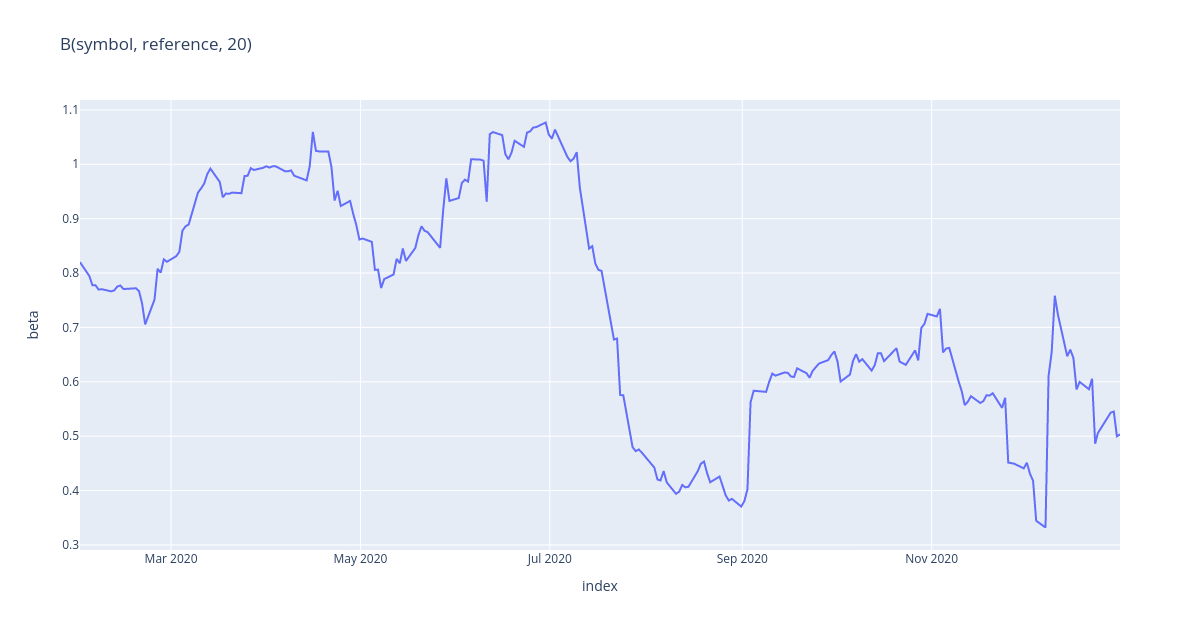 B(symbol, reference, 20)
1.1
1
0.9
0.8
0.7
0.6
0.5
0.4
0.3
beta
Mar 2020
May 2020
Jul 2020
Sep 2020
Nov 2020
index